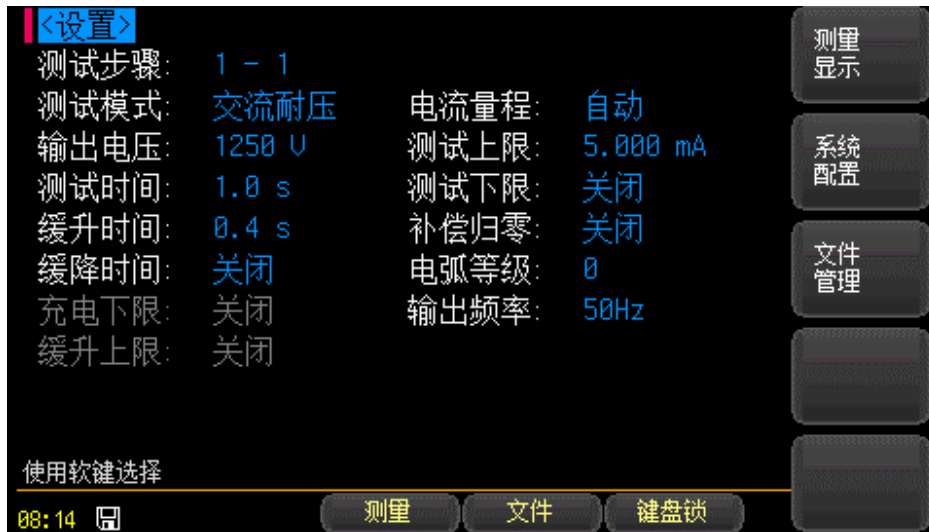 <设置>
测试步骤: 1 - 1
测试模式: 交流耐压 电流量程: 自动
输出电压: 1250 V 测试上限: 5.000 mA
测试时间: 1.0 s 测试下限: 关闭
缓升时间: 0.4 s 补偿归零: 关闭
缓降时间: 关闭 电弧等级: 0
充电下限: 关闭 输出频率: 50Hz
缓升上限: 关闭
使用软键选择
08:14
测量 文件 键盘锁
测量
显示
系统
配置
文件
管理